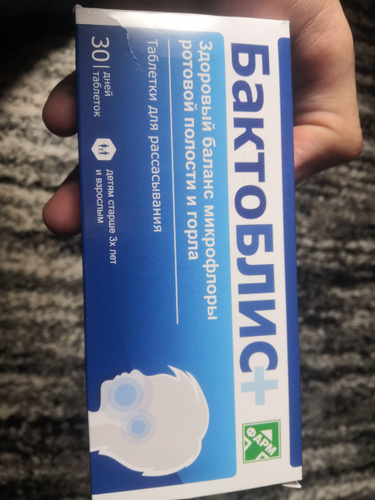 БактоБЛИС+
Здоровый баланс микрофлоры
ротовой полости и горла
Таблетки для рассасывания
30
дней
таблеток
детям старше 3х лет
и взрослым
ФАРМ